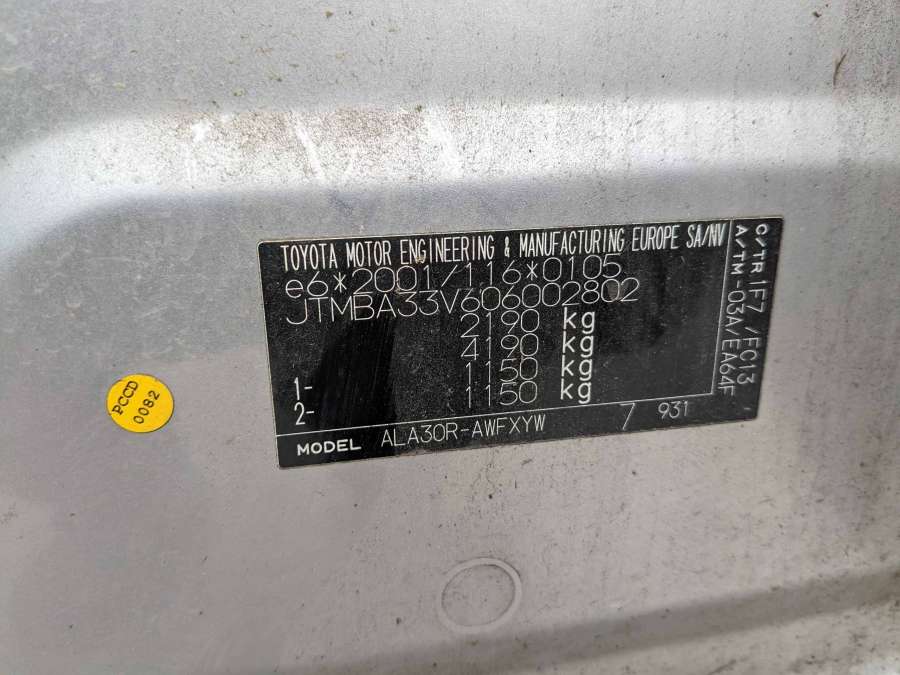 TOYOTA MOTOR ENGINEERING & MANUFACTURING EUROPE SA/NV
e6*2001/116*0105
JTMBA33V606002802
2190 kg
4190 kg
1- 1150 kg
2- 1150 kg
MODEL ALA30R-AWFXYW
7 931
C/TR 1F7/FC13
A/TM-03A/EA64F
PCCD
0082